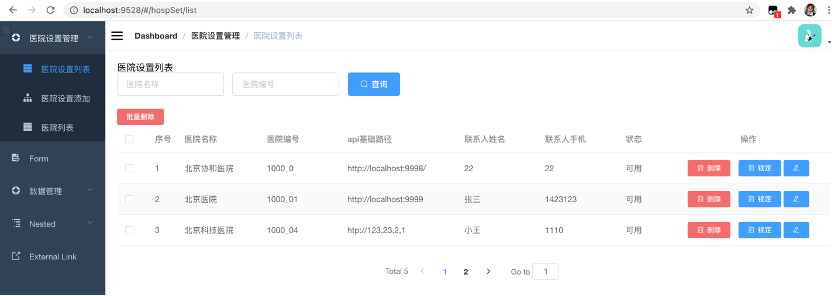 localhost:9528/#/hospSet/list
1
医院设置管理
Dashboard / 医院设置管理 / 医院设置列表
医院设置列表
医院设置添加
医院列表
Form
数据管理
Nested
External Link
医院设置列表
医院名称 医院编号 查询
批量删除
序号 医院名称 医院编号 api基础路径 联系人姓名 联系人手机 状态 操作
1 北京协和医院 1000_0 http://localhost:9998/ 22 22 可用 删除 锁定
2 北京医院 1000_01 http://localhost:9999 张三 1423123 可用 删除 锁定
3 北京科技医院 1000_04 htp://123,23,2,1 小王 1110 可用 删除 锁定
Total 5 1 2 Go to 1